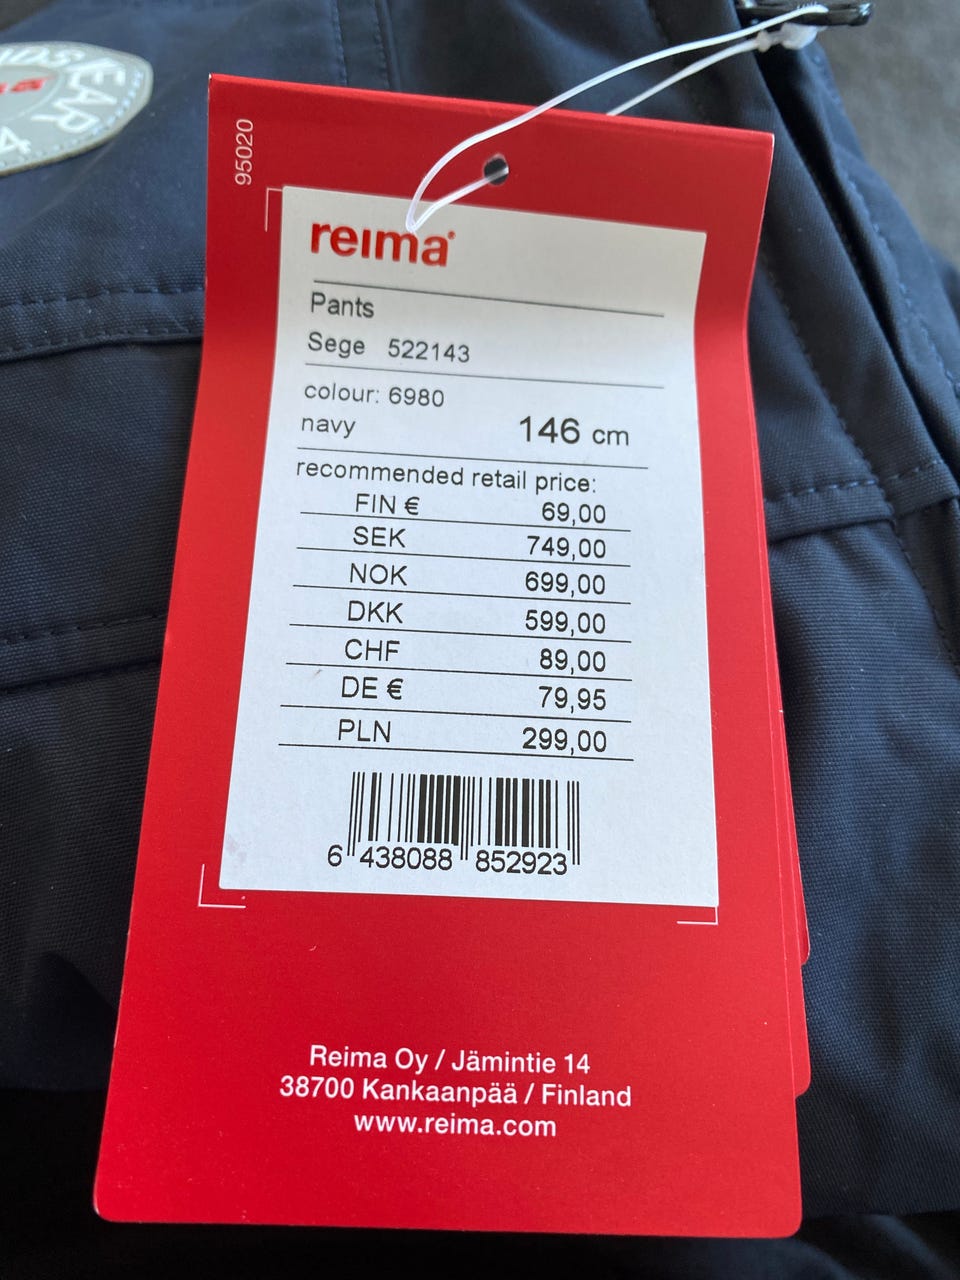 YEAR
4
95020
reima
Pants
Sege 522143
colour: 6980
navy 146 cm
recommended retail price:
FIN € 69,00
SEK 749,00
NOK 699,00
DKK 599,00
CHF 89,00
DE € 79,95
PLN 299,00
6 438088 852923
Reima Oy / Jämintie 14
38700 Kankaanpää / Finland
www.reima.com